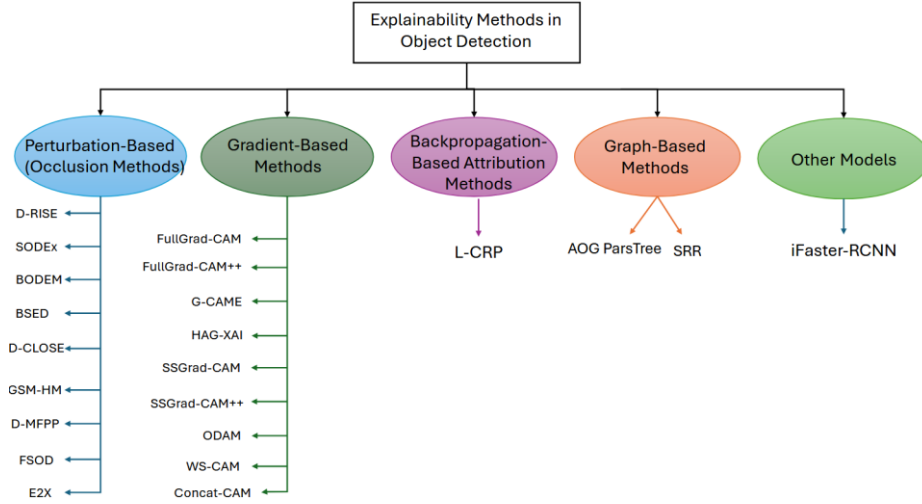 Explainability Methods in
Object Detection
Perturbation-Based
(Occlusion Methods)
Gradient-Based
Methods
Backpropagation-
Based Attribution
Methods
Graph-Based
Methods
Other Models
D-RISE
SODEx
BODEM
BSED
D-CLOSE
GSM-HM
D-MFPP
FSOD
E2X
FullGrad-CAM
FullGrad-CAM++
G-CAME
HAG-XAI
SSGrad-CAM
SSGrad-CAM++
ODAM
WS-CAM
Concat-CAM
L-CRP
AOG ParsTree
SRR
iFaster-RCNN